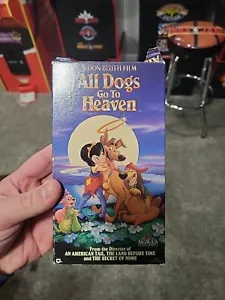 A DON BLUTH FILM
All Dogs
Go To
Heaven
From the Director of
AN AMERICAN TAIL, THE LAND BEFORE TIME
and THE SECRET OF NIMH